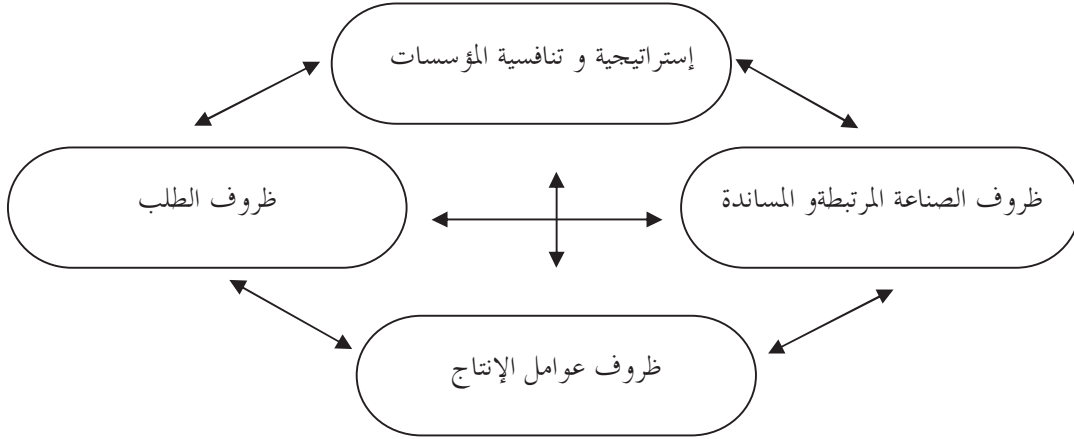 إستراتيجية و تنافسية المؤسسات
ظروف الصناعة المرتبطةو المساندة
ظروف الطلب
ظروف عوامل الإنتاج